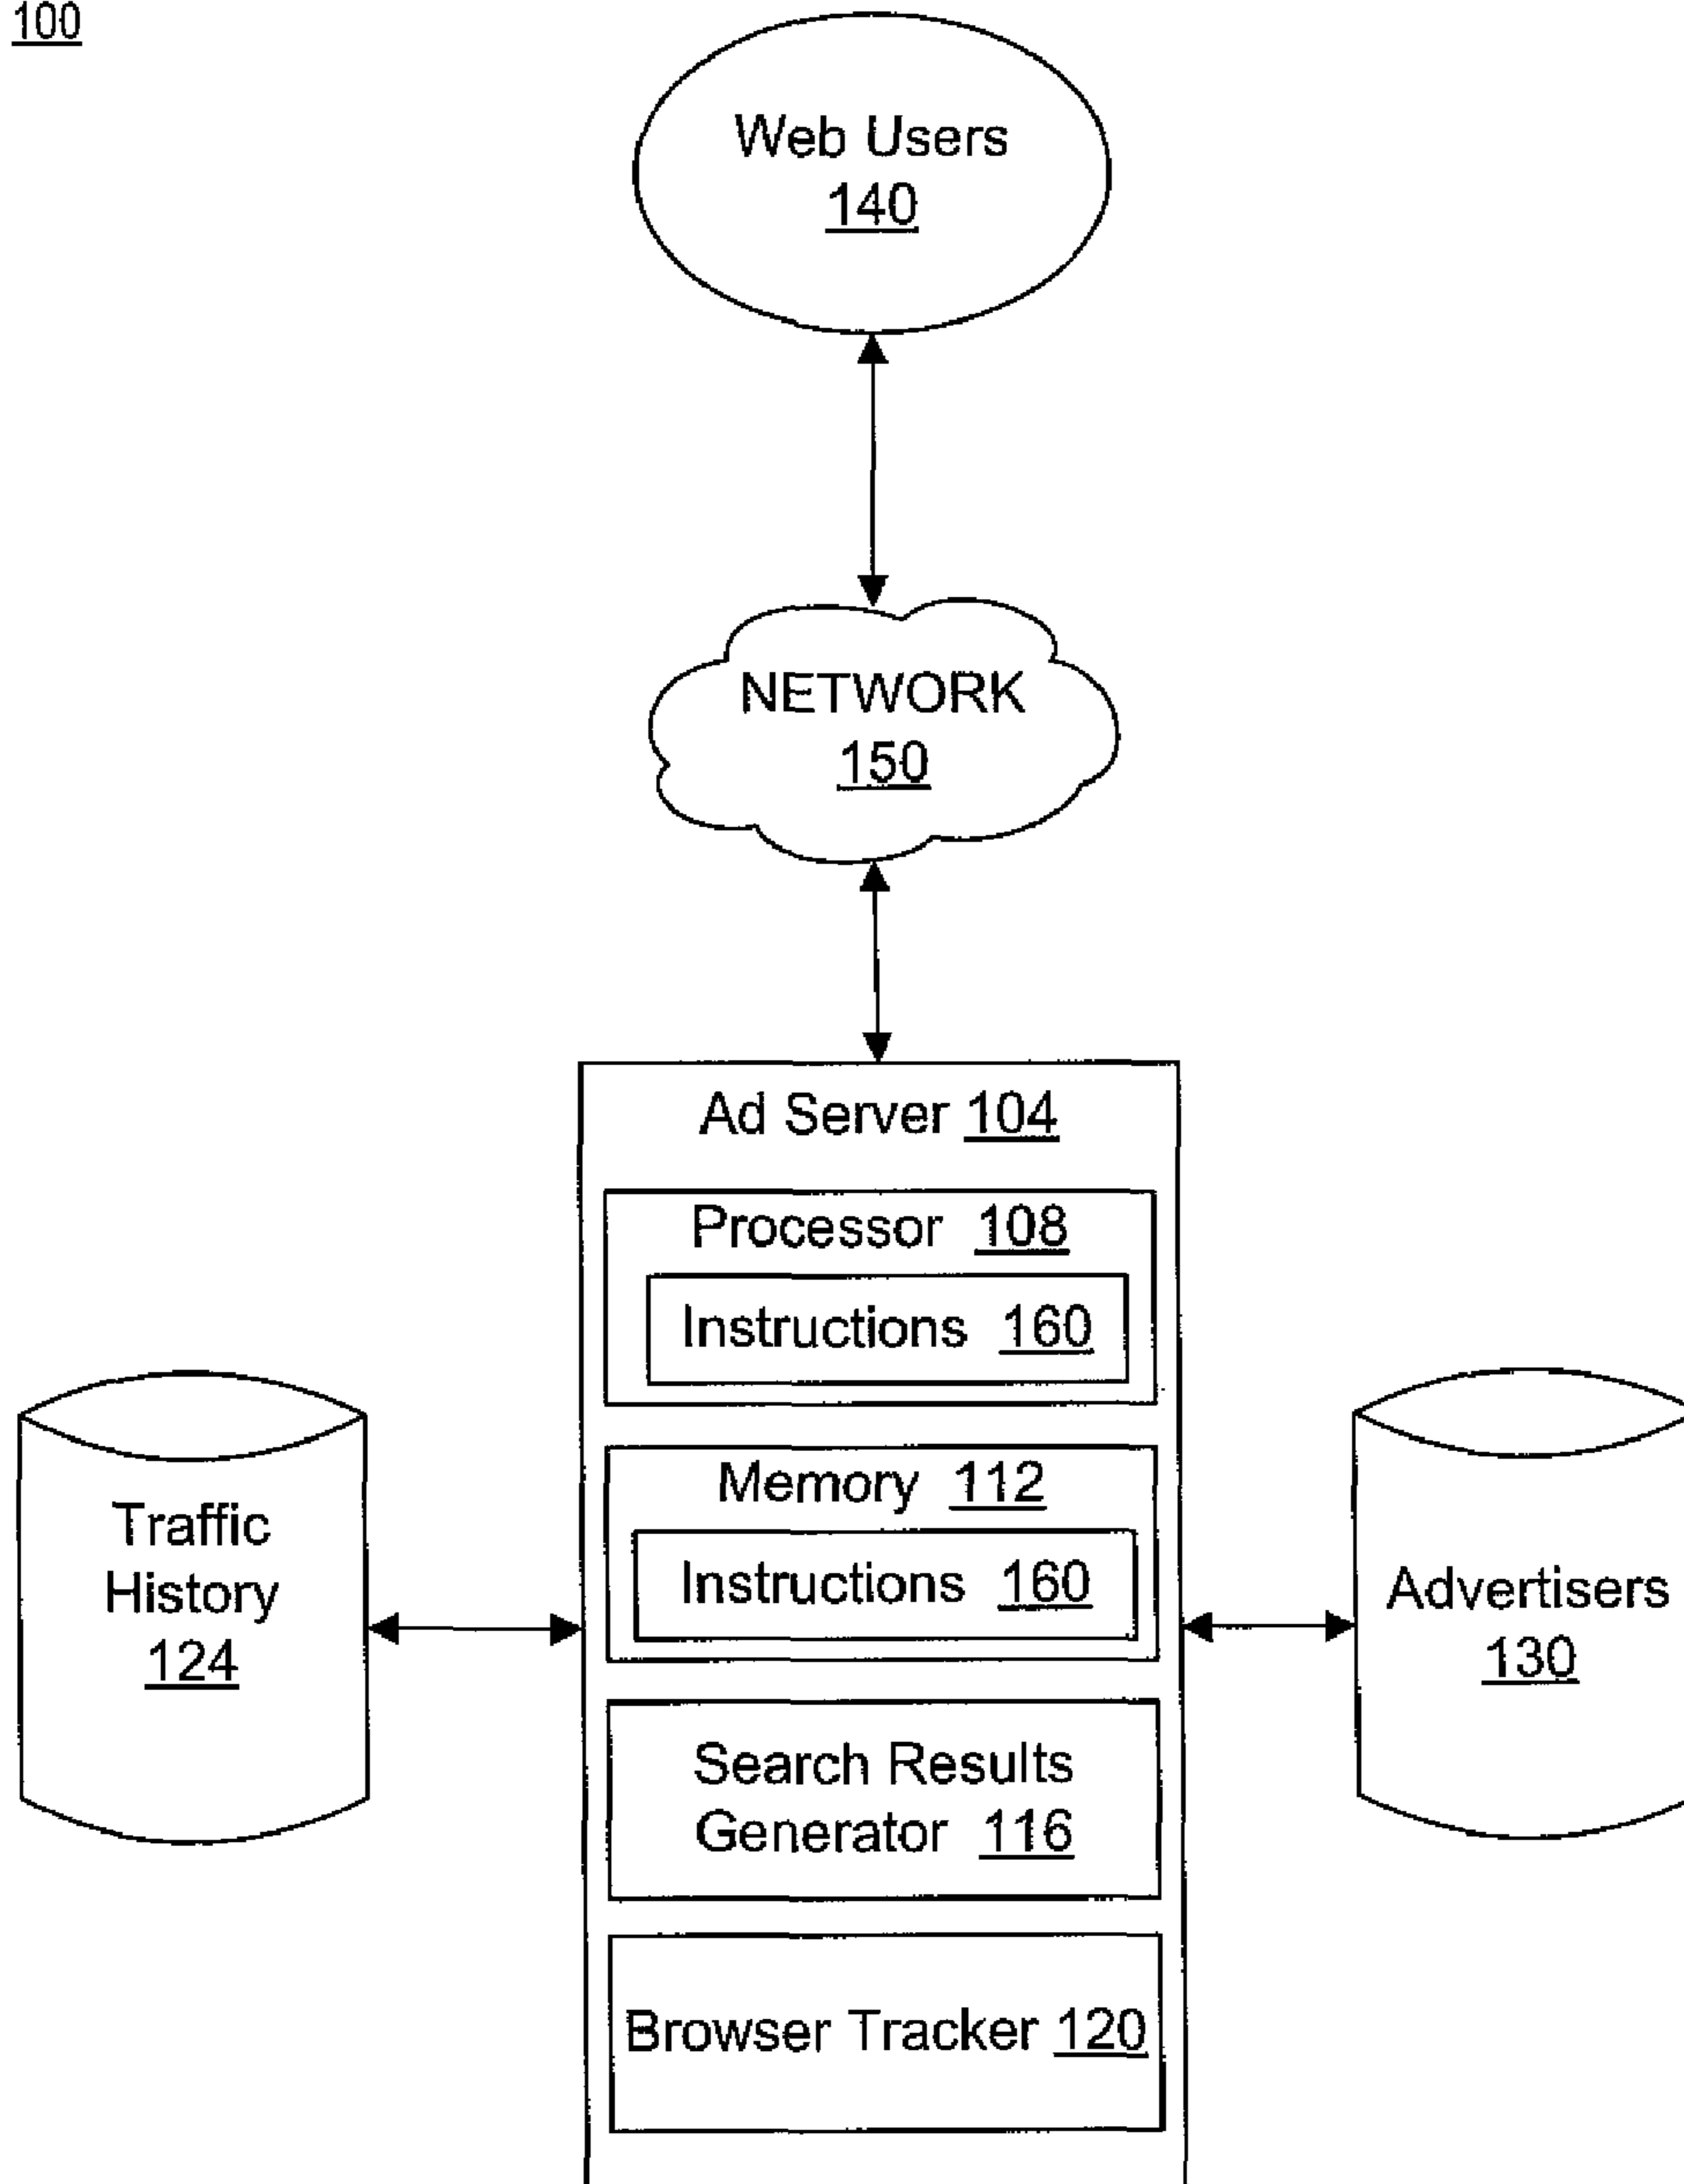 100
Web Users
140
NETWORK
150
Ad Server 104
Processor 108
Instructions 160
Memory 112
Instructions 160
Traffic
History
124
Advertisers
130
Search Results
Generator 116
Browser Tracker 120